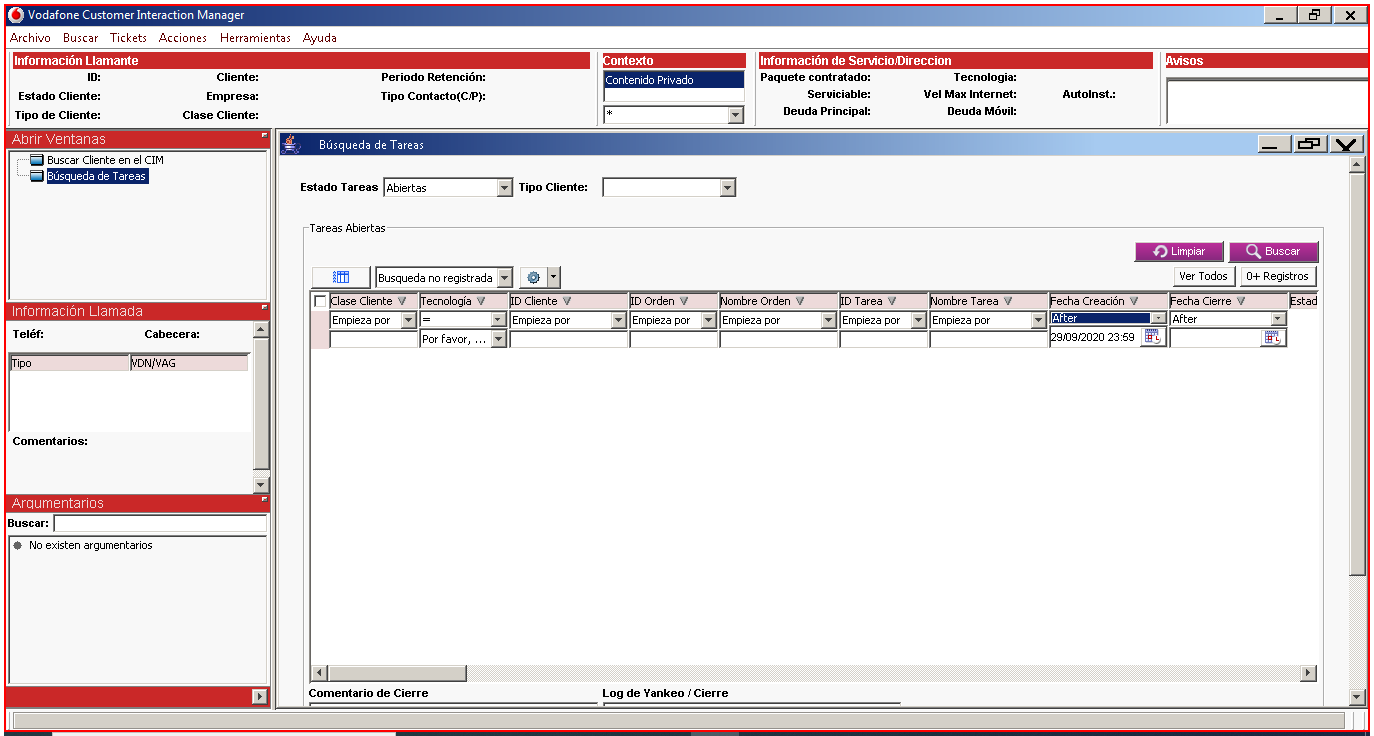 Vodafone Customer Interaction Manager
Archivo Buscar Tickets Acciones Herramientas Ayuda
Información Llamante
ID: Cliente: Periodo Retención:
Estado Cliente: Empresa: Tipo Contacto(C/P):
Tipo de Cliente: Clase Cliente:
Contexto
Contenido Privado
*
Información de Servicio/Direccion
Paquete contratado: Tecnologia:
Serviciable: Vel Max Internet: AutoInst.:
Deuda Principal: Deuda Móvil:
Avisos
Abrir Ventanas
Buscar Cliente en el CIM
Búsqueda de Tareas
Información Llamada
Teléf: Cabecera:
Tipo VDN/VAG
Comentarios:
Argumentarios
Buscar:
No existen argumentarios
Búsqueda de Tareas
Estado Tareas Abiertas Tipo Cliente:
Tareas Abiertas
Limpiar Buscar
Busqueda no registrada Ver Todos 0+ Registros
Clase Cliente Tecnología ID Cliente ID Orden Nombre Orden ID Tarea Nombre Tarea Fecha Creación Fecha Cierre Estad
Empieza por = Empieza por Empieza por Empieza por Empieza por Empieza por After After
Por favor, ... 29/09/2020 23:59
Comentario de Cierre Log de Yankeo / Cierre